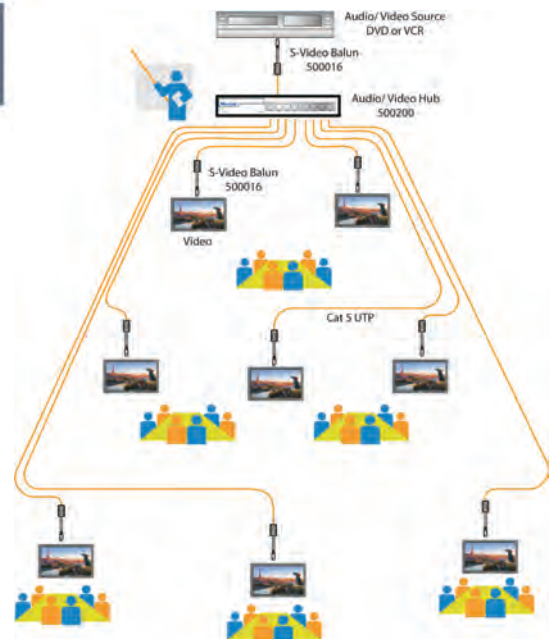 Audio/ Video Source
DVD or VCR
S-Video Balun
500016
Audio/ Video Hub
500200
S-Video Balun
500016
Video
Cat 5 UTP